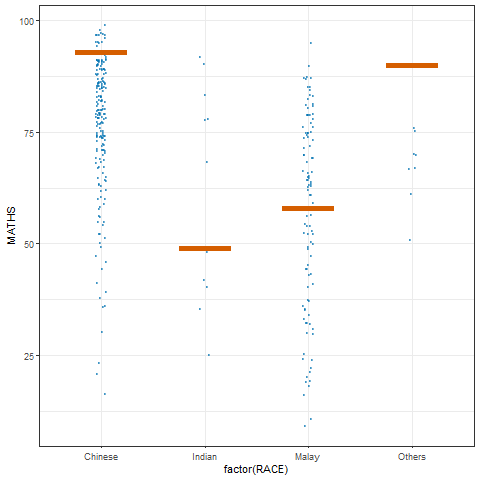 100
75
50
25
MATHS
Chinese
Indian
Malay
Others
factor(RACE)